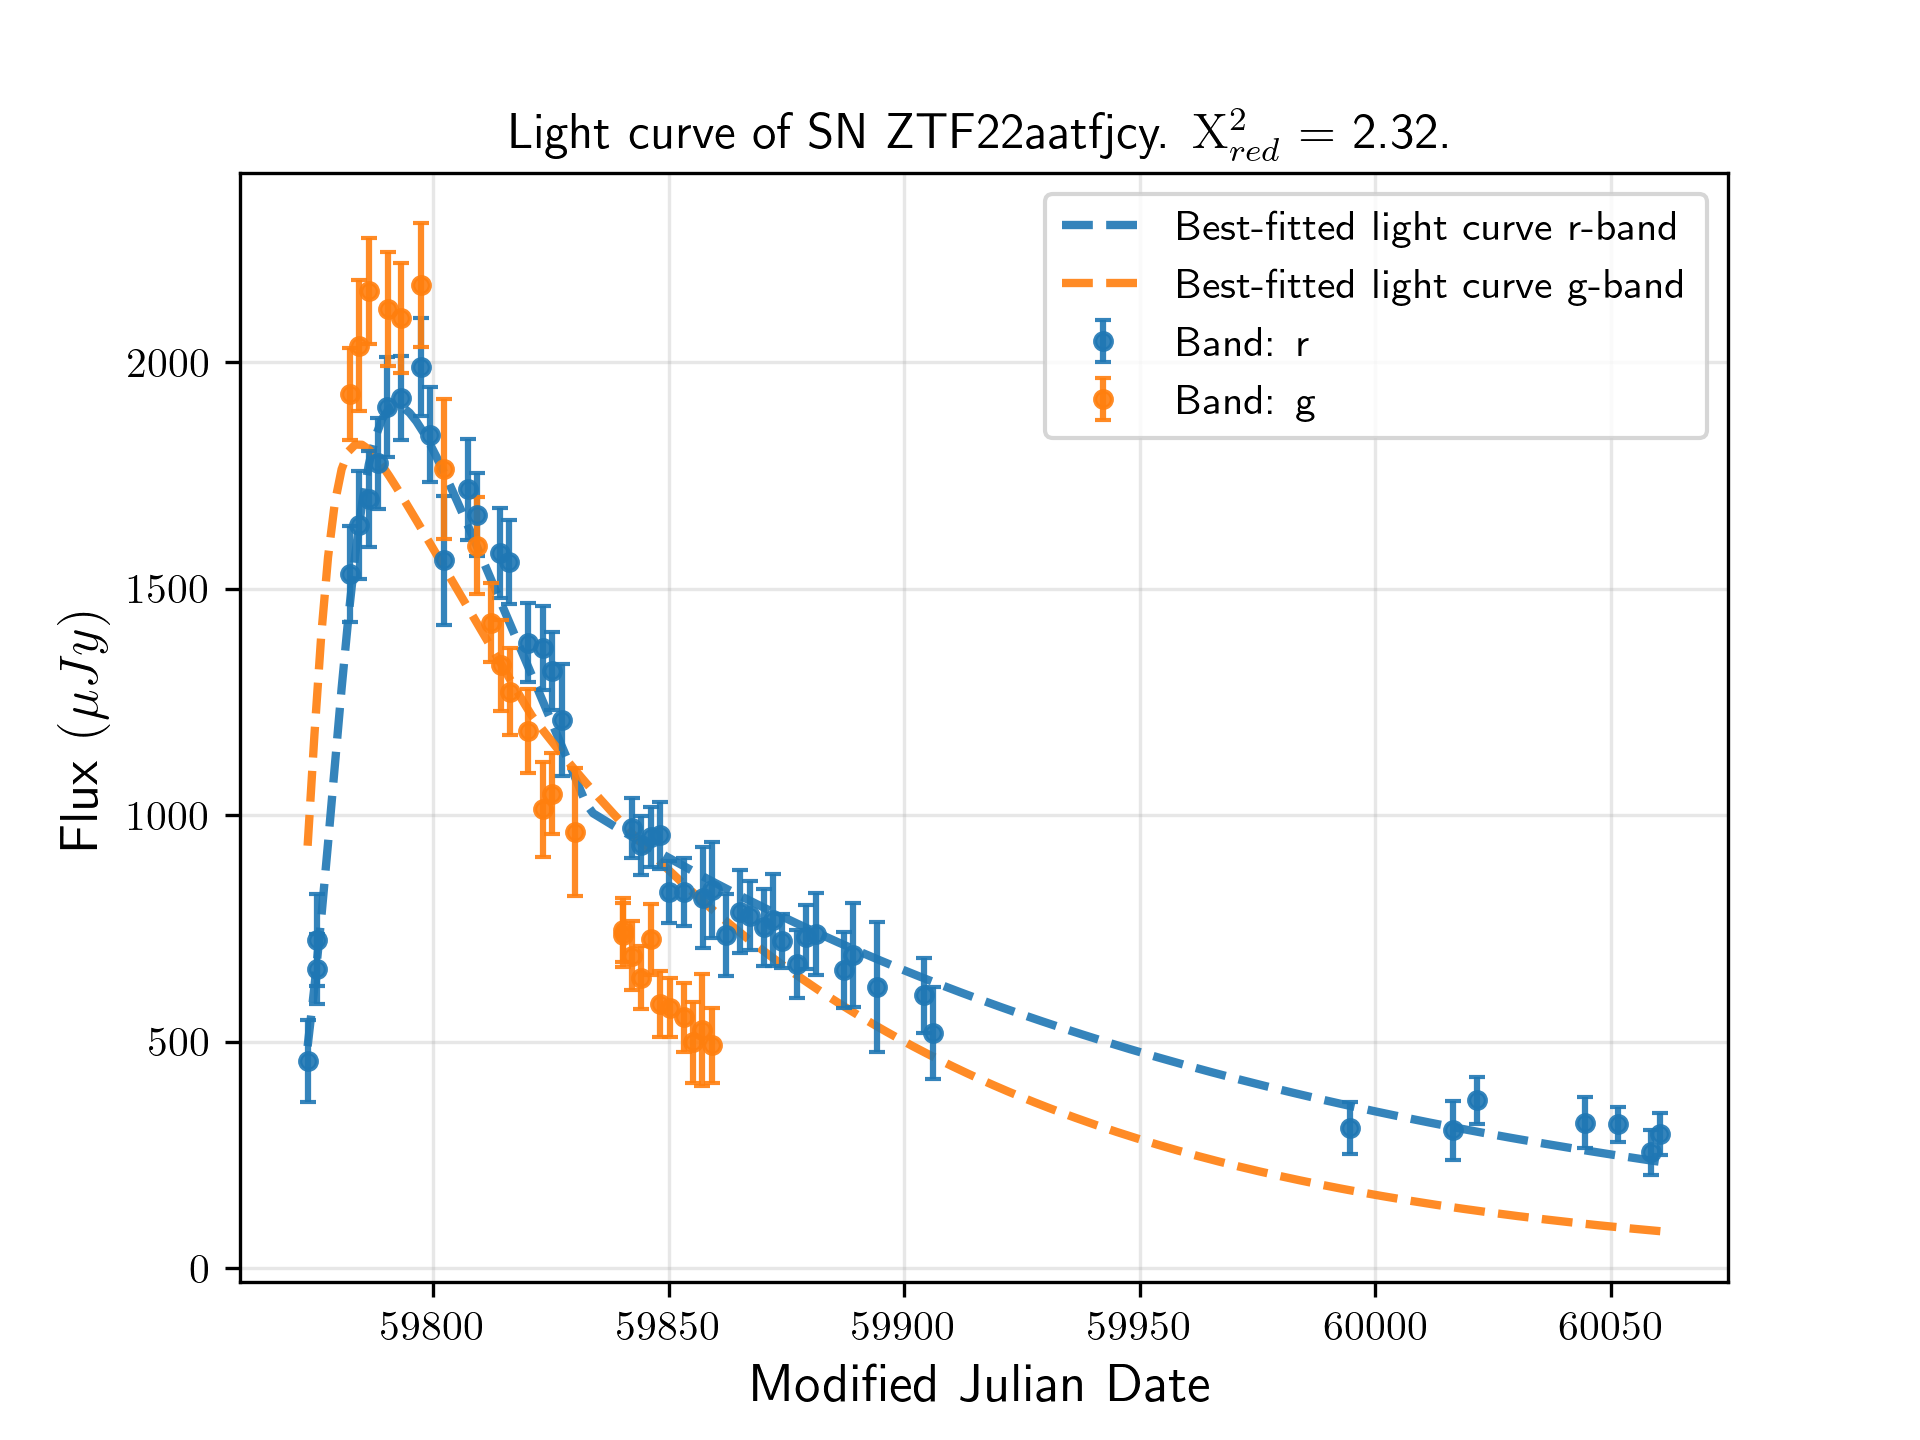 Light curve of SN ZTF22aatfjcy. X²_red = 2.32.
Best-fitted light curve r-band
Best-fitted light curve g-band
Band: r
Band: g
Flux (μJy)
2000
1500
1000
500
0
59800 59850 59900 59950 60000 60050
Modified Julian Date